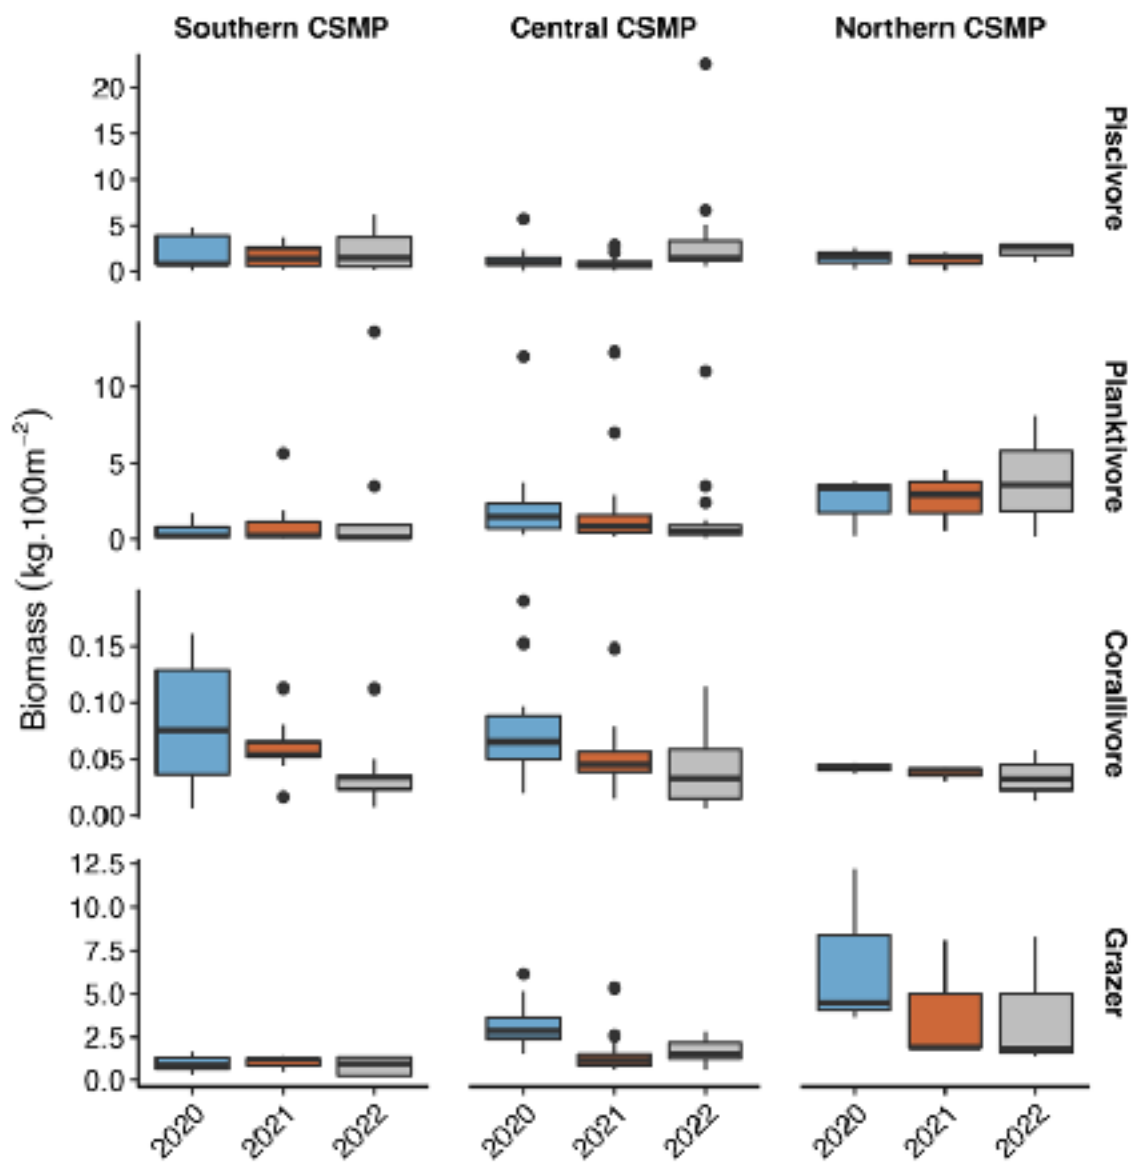 Southern CSMP Central CSMP Northern CSMP
20
15
10
5
0
Piscivore
10
5
0
Planktivore
Biomass (kg.100m⁻²)
0.15
0.10
0.05
0.00
Corallivore
12.5
10.0
7.5
5.0
2.5
0.0
Grazer
2020 2021 2022 2020 2021 2022 2020 2021 2022